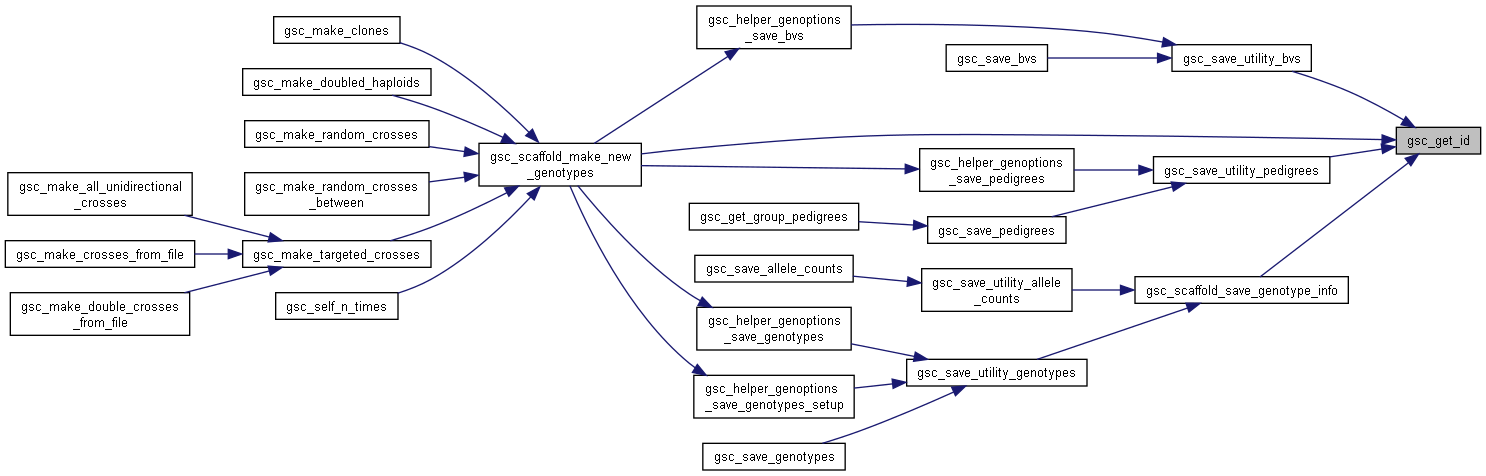 gsc_make_clones
gsc_make_doubled_haploids
gsc_make_random_crosses
gsc_make_random_crosses
_between
gsc_make_all_unidirectional
_crosses
gsc_make_crosses_from_file
gsc_make_double_crosses
_from_file
gsc_make_targeted_crosses
gsc_self_n_times
gsc_scaffold_make_new
_genotypes
gsc_helper_genoptions
_save_bvs
gsc_save_bvs
gsc_save_utility_bvs
gsc_get_id
gsc_helper_genoptions
_save_pedigrees
gsc_save_utility_pedigrees
gsc_get_group_pedigrees
gsc_save_pedigrees
gsc_save_allele_counts
gsc_save_utility_allele
_counts
gsc_scaffold_save_genotype_info
gsc_helper_genoptions
_save_genotypes
gsc_save_utility_genotypes
gsc_helper_genoptions
_save_genotypes_setup
gsc_save_genotypes